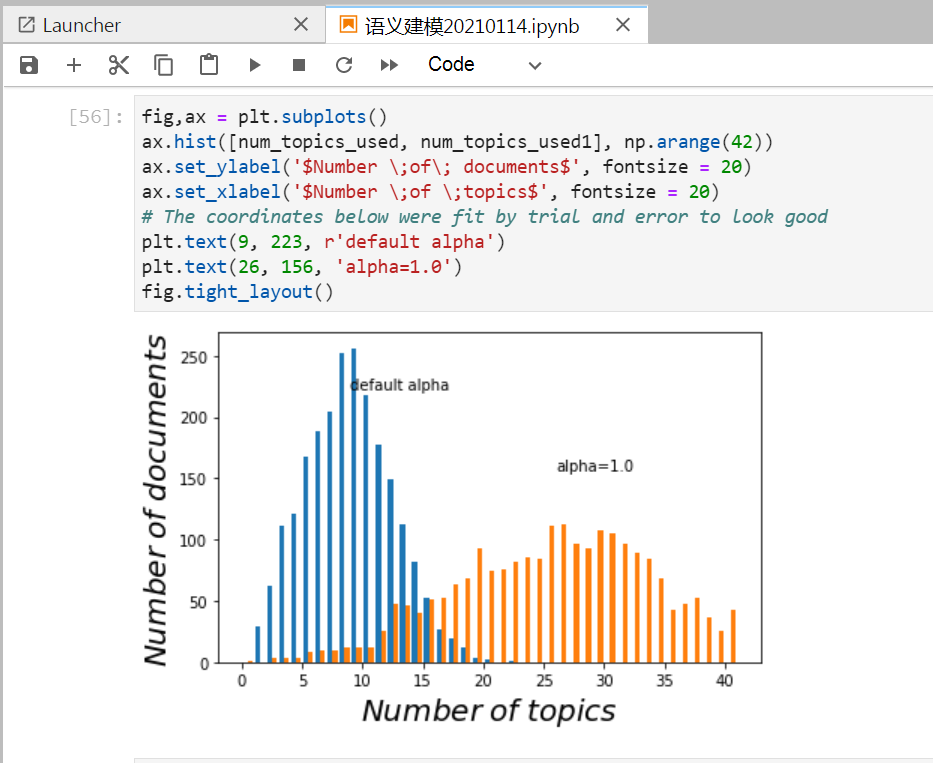 Launcher
语义建模20210114.ipynb
Code
[56]:
fig,ax = plt.subplots()
ax.hist([num_topics_used, num_topics_used1], np.arange(42))
ax.set_ylabel('$Number \;of\; documents$', fontsize = 20)
ax.set_xlabel('$Number \;of \;topics$', fontsize = 20)
# The coordinates below were fit by trial and error to look good
plt.text(9, 223, r'default alpha')
plt.text(26, 156, 'alpha=1.0')
fig.tight_layout()
Number of documents
250
200
150
100
50
0
default alpha
alpha=1.0
0 5 10 15 20 25 30 35 40
Number of topics